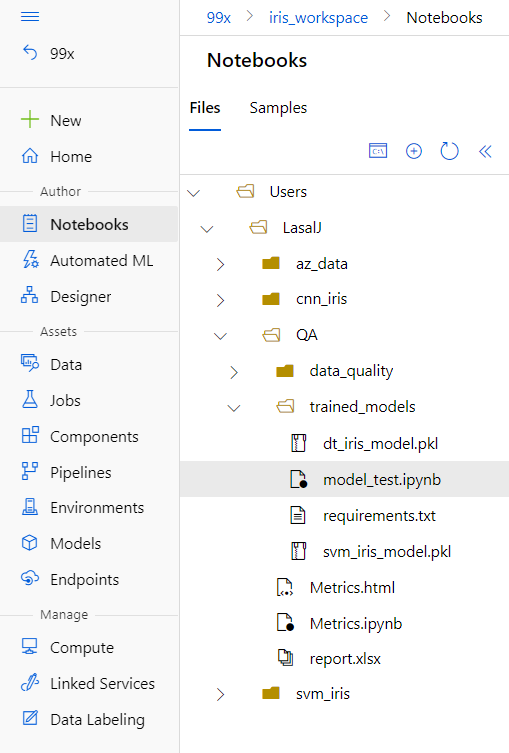 99x
New
Home
Author
Notebooks
Automated ML
Designer
Assets
Data
Jobs
Components
Pipelines
Environments
Models
Endpoints
Manage
Compute
Linked Services
Data Labeling
99x > iris_workspace > Notebooks
Notebooks
Files Samples
C:\
Users
LasalJ
az_data
cnn_iris
QA
data_quality
trained_models
dt_iris_model.pkl
model_test.ipynb
requirements.txt
svm_iris_model.pkl
Metrics.html
Metrics.ipynb
report.xlsx
svm_iris